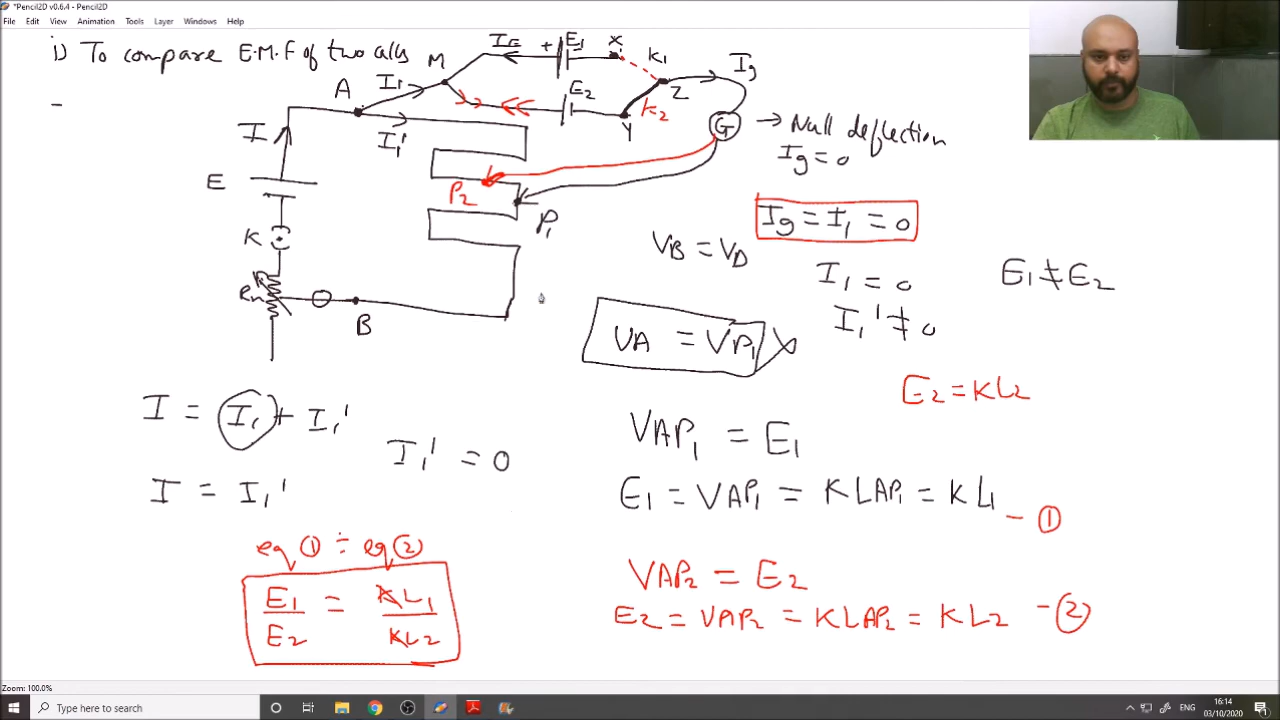 *Pencil2D v0.6.4 - Pencil2D
File Edit View Animation Tools Layer Window Help
i) To compare E.M.F of two cells
A M + E1 X K1 Z Ig
I1 E2 K2 Y G
I I1'
E P2 P1
K
Rh
B
→ Null deflection
Ig = 0
Ig = I1 = 0
VB = VD
I1 = 0
I1' ≠ 0
E1 ≠ E2
VA = VP1 X
E2 = KL2
I = I1 + I1'
I1' = 0
I = I1'
VAP1 = E1
E1 = VAP1 = KLAP1 = KL1 - ①
eq ① ÷ eq ②
E1/E2 = KL1/KL2
VAP2 = E2
E2 = VAP2 = KLAP2 = KL2 - ②
Zoom: 100.0%
Type here to search
ENG
16:14
03/10/2020